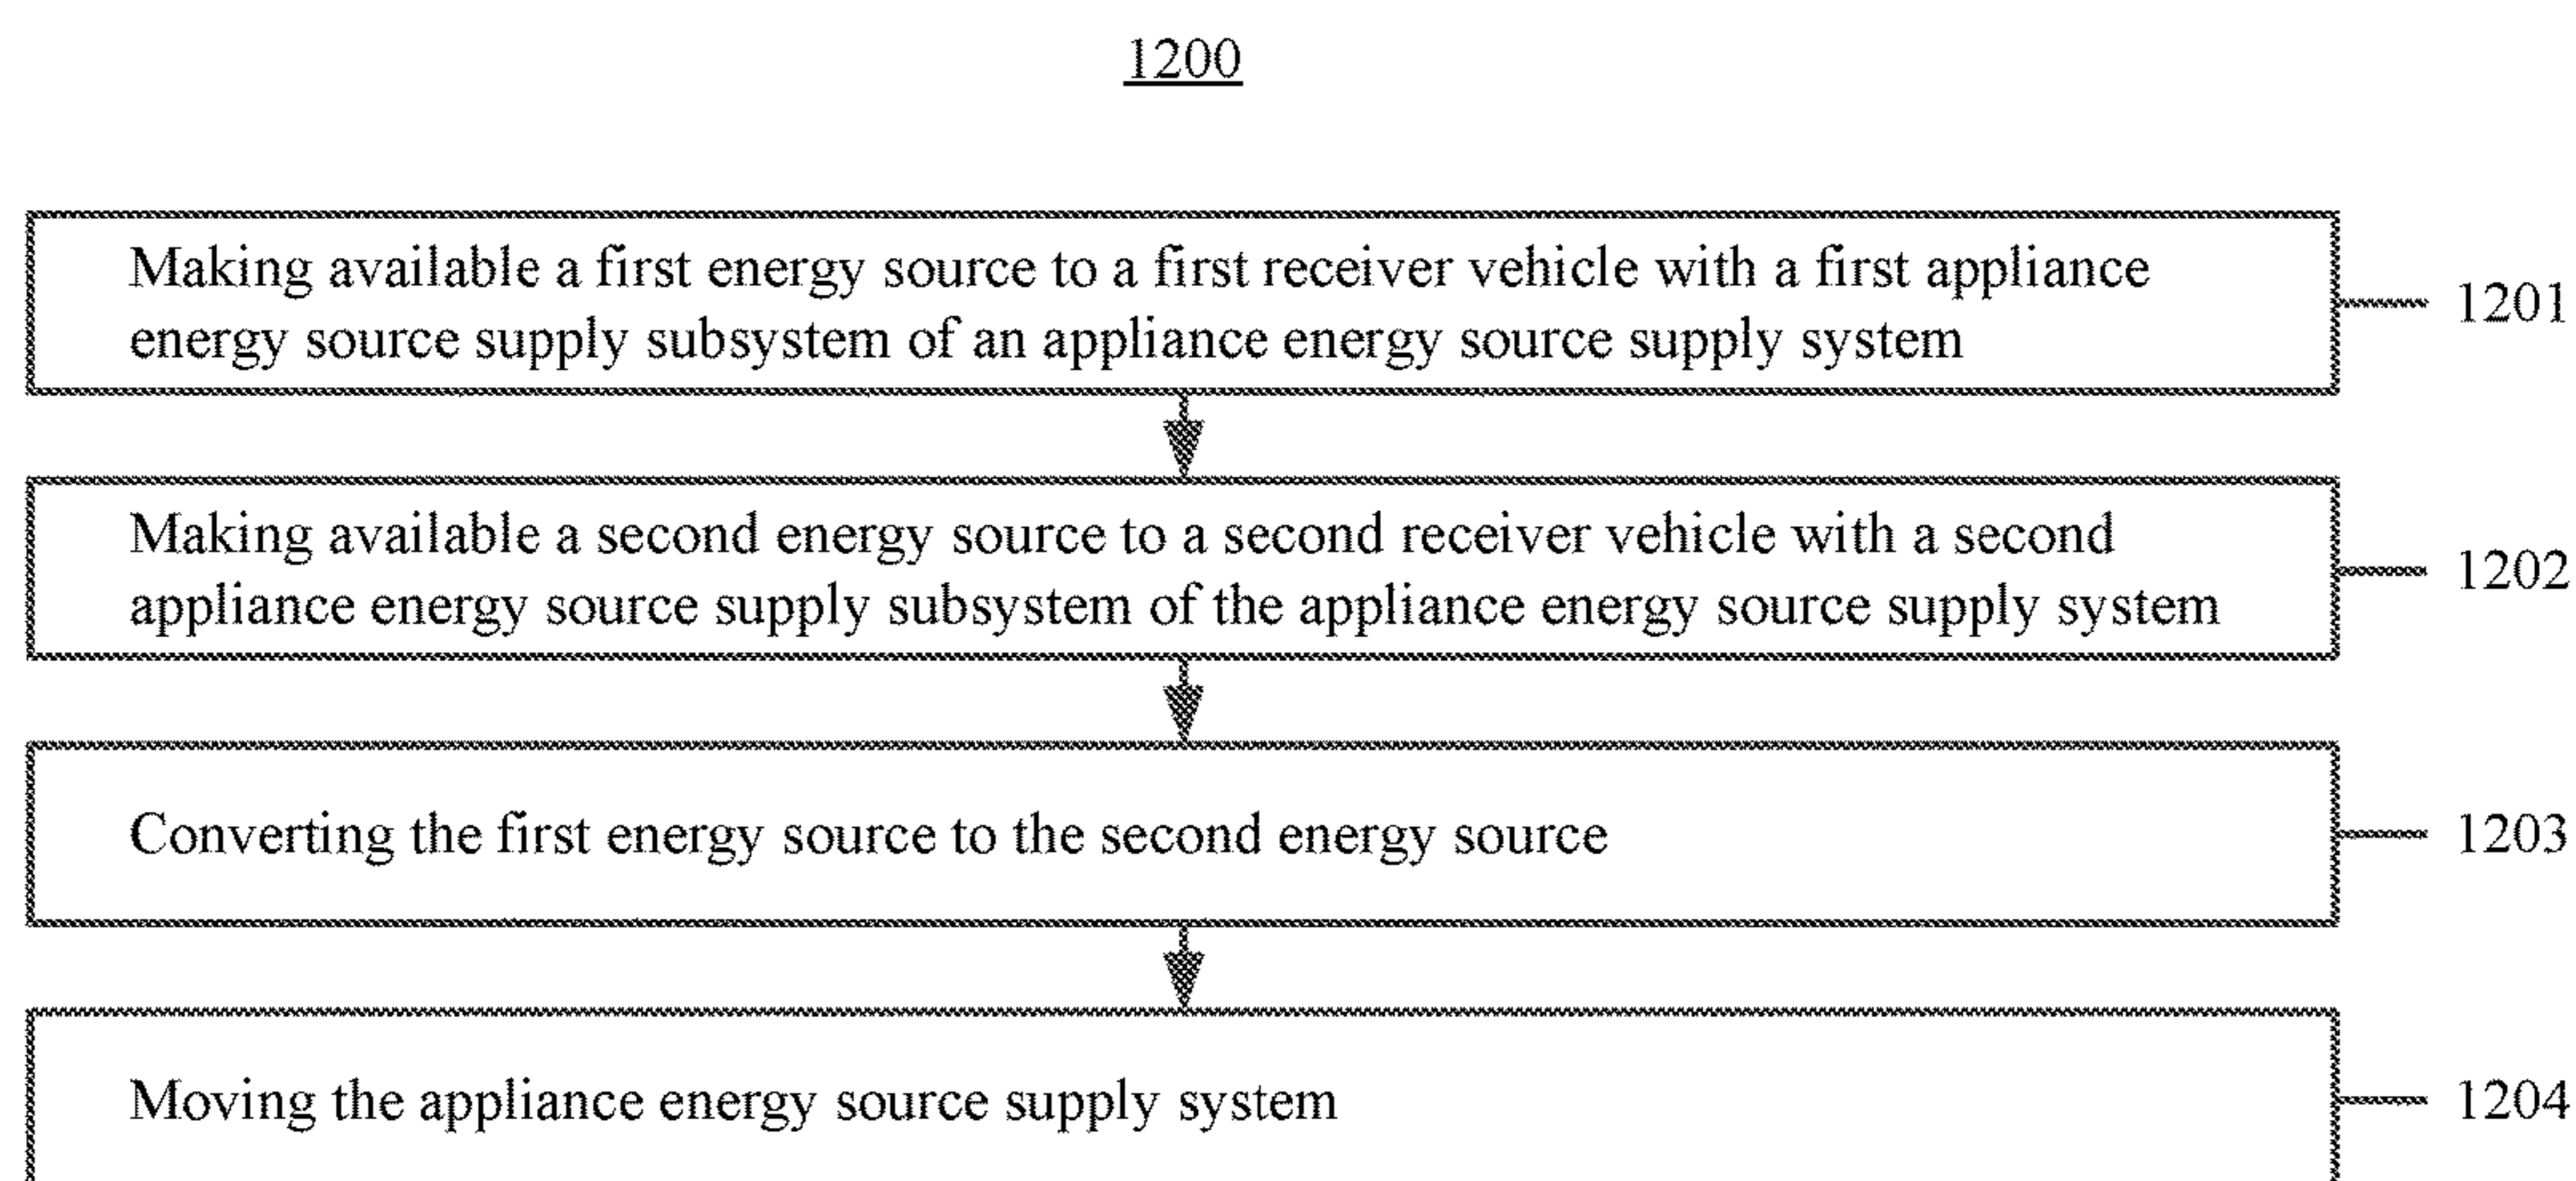 1200
Making available a first energy source to a first receiver vehicle with a first appliance
energy source supply subsystem of an appliance energy source supply system
1201
Making available a second energy source to a second receiver vehicle with a second
appliance energy source supply subsystem of the appliance energy source supply system
1202
Converting the first energy source to the second energy source
1203
Moving the appliance energy source supply system
1204